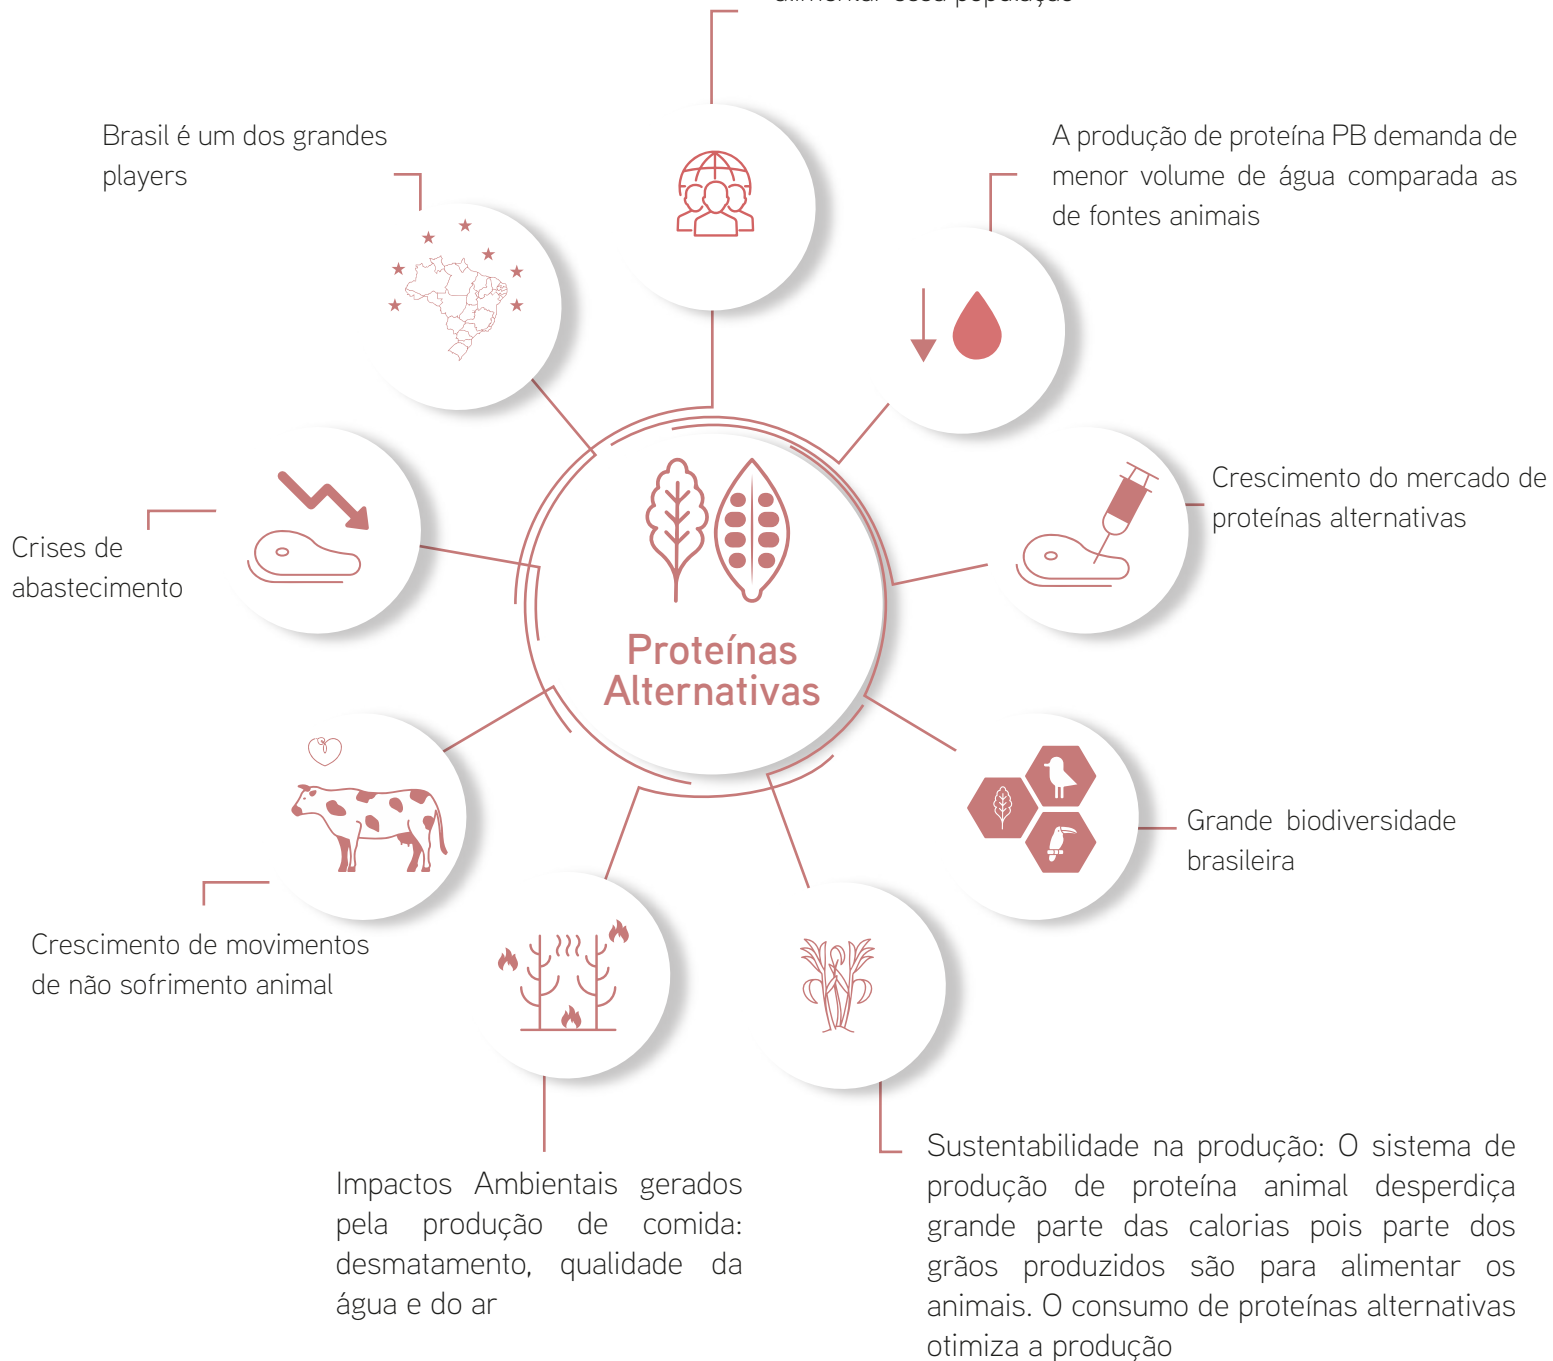 alimentar essa população
Brasil é um dos grandes
players
A produção de proteína PB demanda de
menor volume de água comparada as
de fontes animais
Crescimento do mercado de
proteínas alternativas
Crises de
abastecimento
Proteínas
Alternativas
Grande biodiversidade
brasileira
Crescimento de movimentos
de não sofrimento animal
Impactos Ambientais gerados
pela produção de comida:
desmatamento, qualidade da
água e do ar
Sustentabilidade na produção: O sistema de
produção de proteína animal desperdiça
grande parte das calorias pois parte dos
grãos produzidos são para alimentar os
animais. O consumo de proteínas alternativas
otimiza a produção